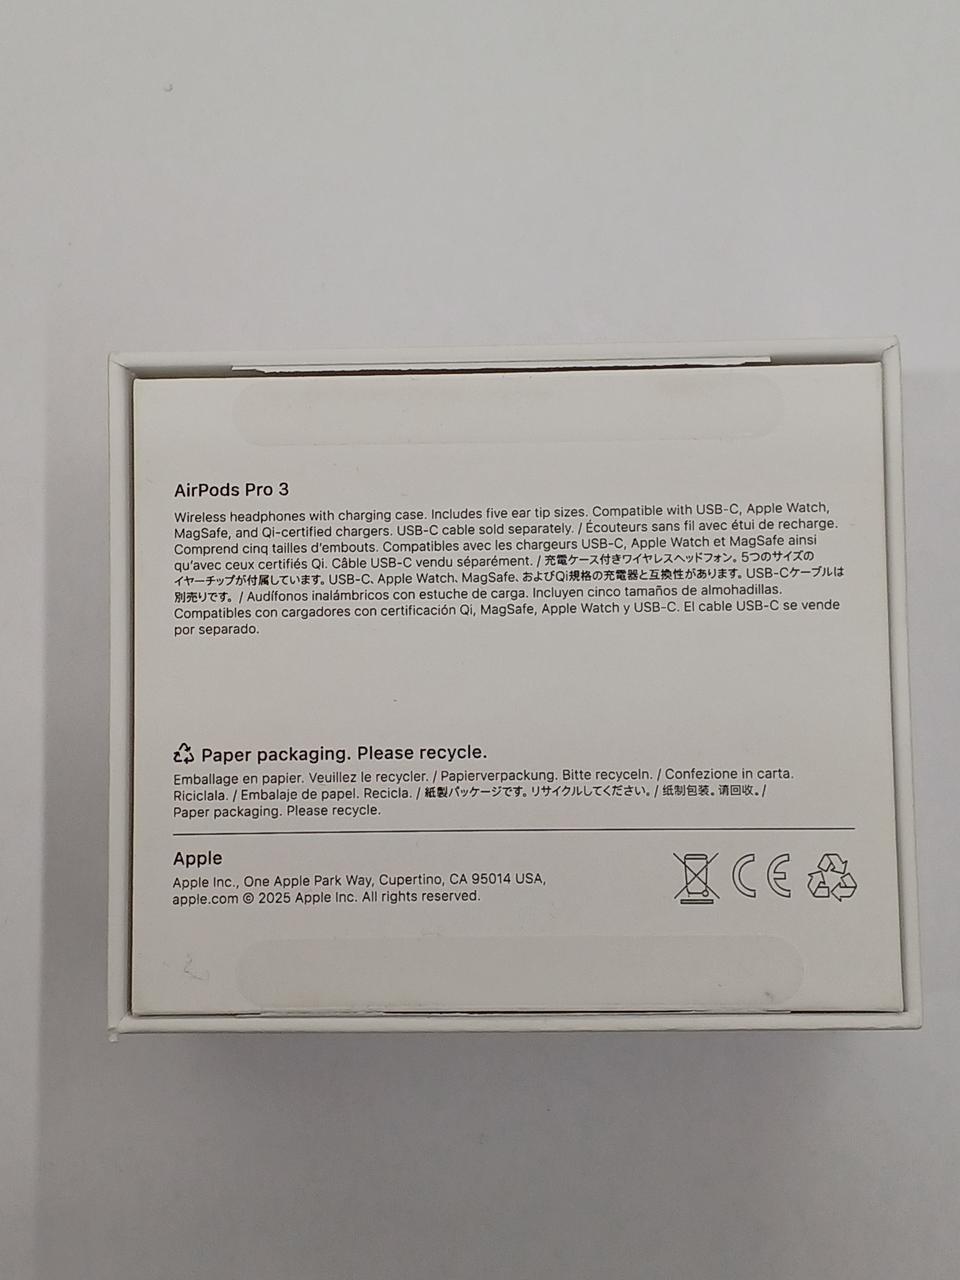 AirPods Pro 3
Wireless headphones with charging case. Includes five ear tip sizes. Compatible with USB-C, Apple Watch,
MagSafe, and Qi-certified chargers. USB-C cable sold separately. / Écouteurs sans fil avec étui de recharge.
Comprend cinq tailles d'embouts. Compatibles avec les chargeurs USB-C, Apple Watch et MagSafe ainsi
qu'avec ceux certifiés Qi. Câble USB-C vendu séparément. / 充電ケース付きワイヤレスヘッドフォン。5つのサイズの
イヤーチップが付属しています。USB-C、Apple Watch、MagSafe、およびQi規格の充電器と互換性があります。USB-Cケーブルは
別売りです。 / Audífonos inalámbricos con estuche de carga. Incluyen cinco tamaños de almohadillas.
Compatibles con cargadores con certificación Qi, MagSafe, Apple Watch y USB-C. El cable USB-C se vende
por separado.
Paper packaging. Please recycle.
Emballage en papier. Veuillez le recycler. / Papierverpackung. Bitte recyceln. / Confezione in carta.
Riciclala. / Embalaje de papel. Recicla. / 紙製パッケージです。リサイクルしてください。/ 纸制包装。请回收。/
Paper packaging. Please recycle.
Apple
Apple Inc., One Apple Park Way, Cupertino, CA 95014 USA,
apple.com © 2025 Apple Inc. All rights reserved.
CE